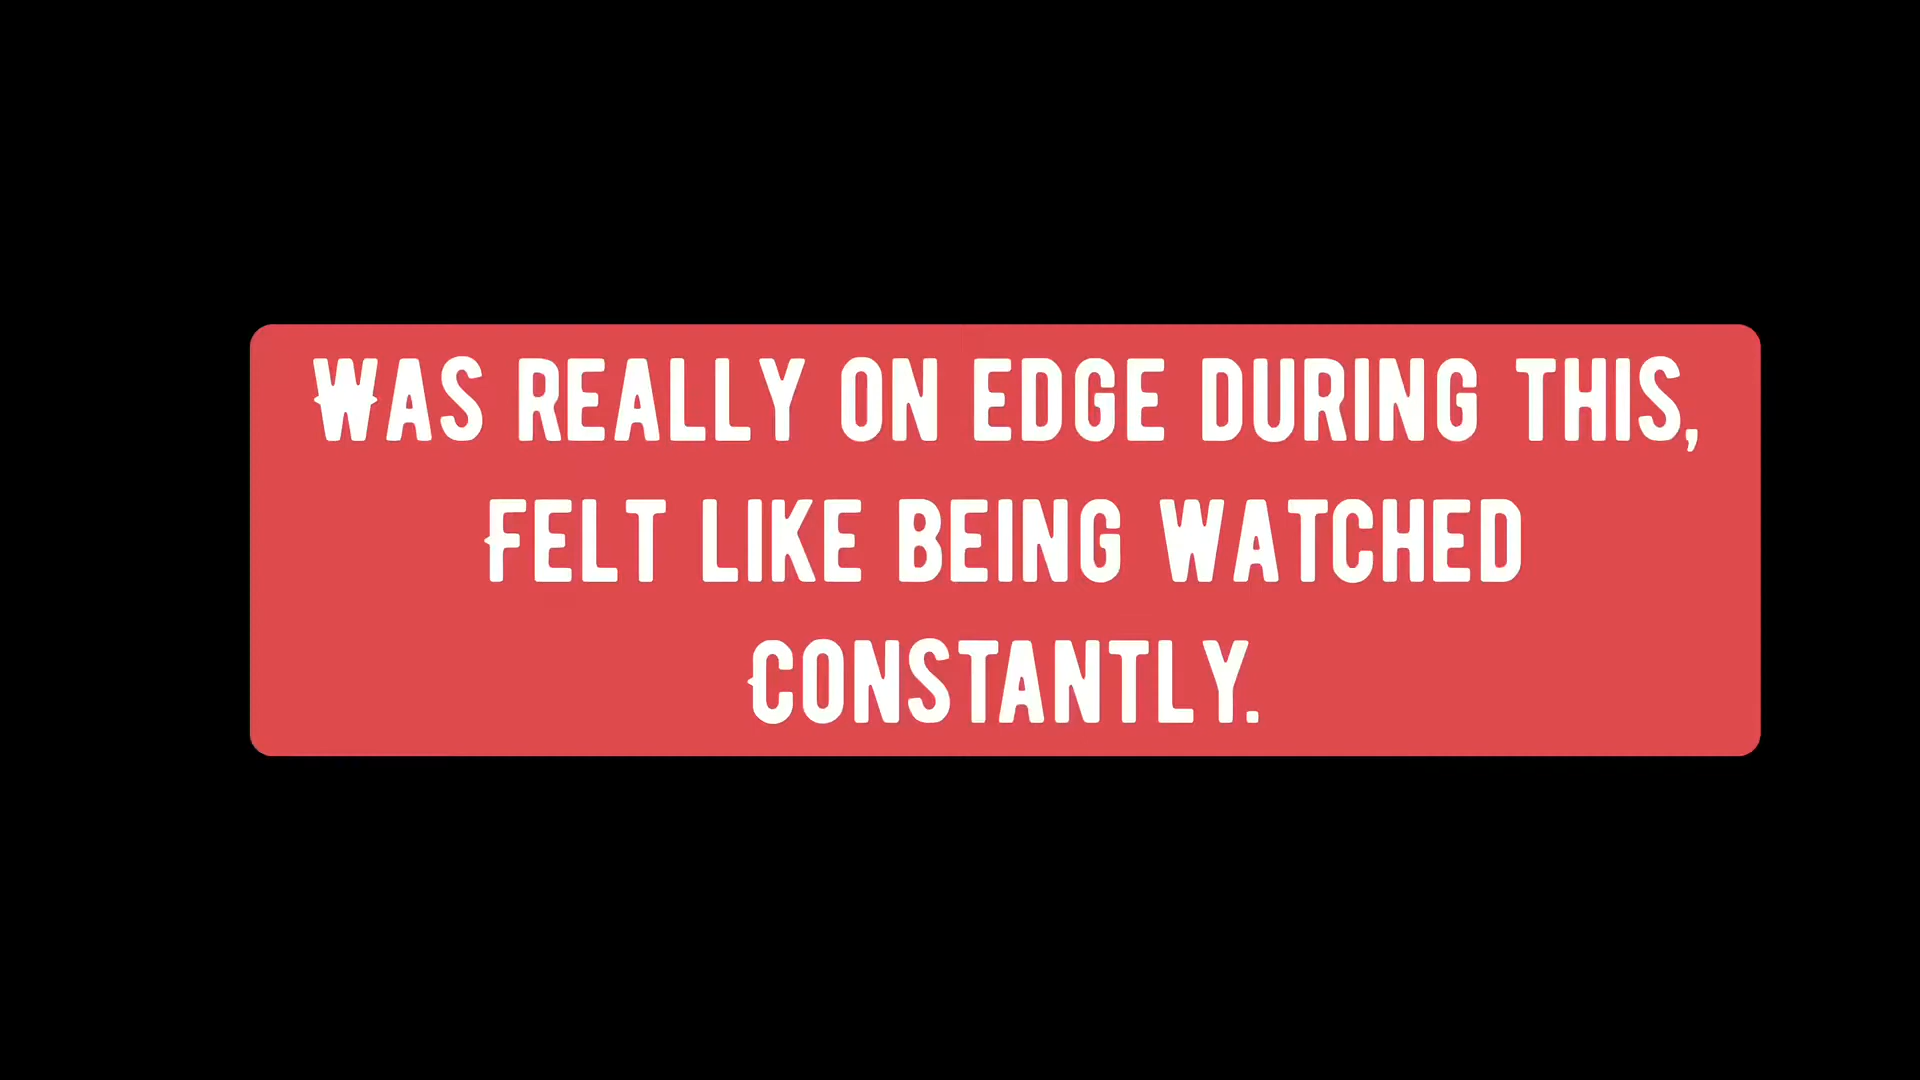 Was really on edge during this,
Felt like being watched
Constantly.